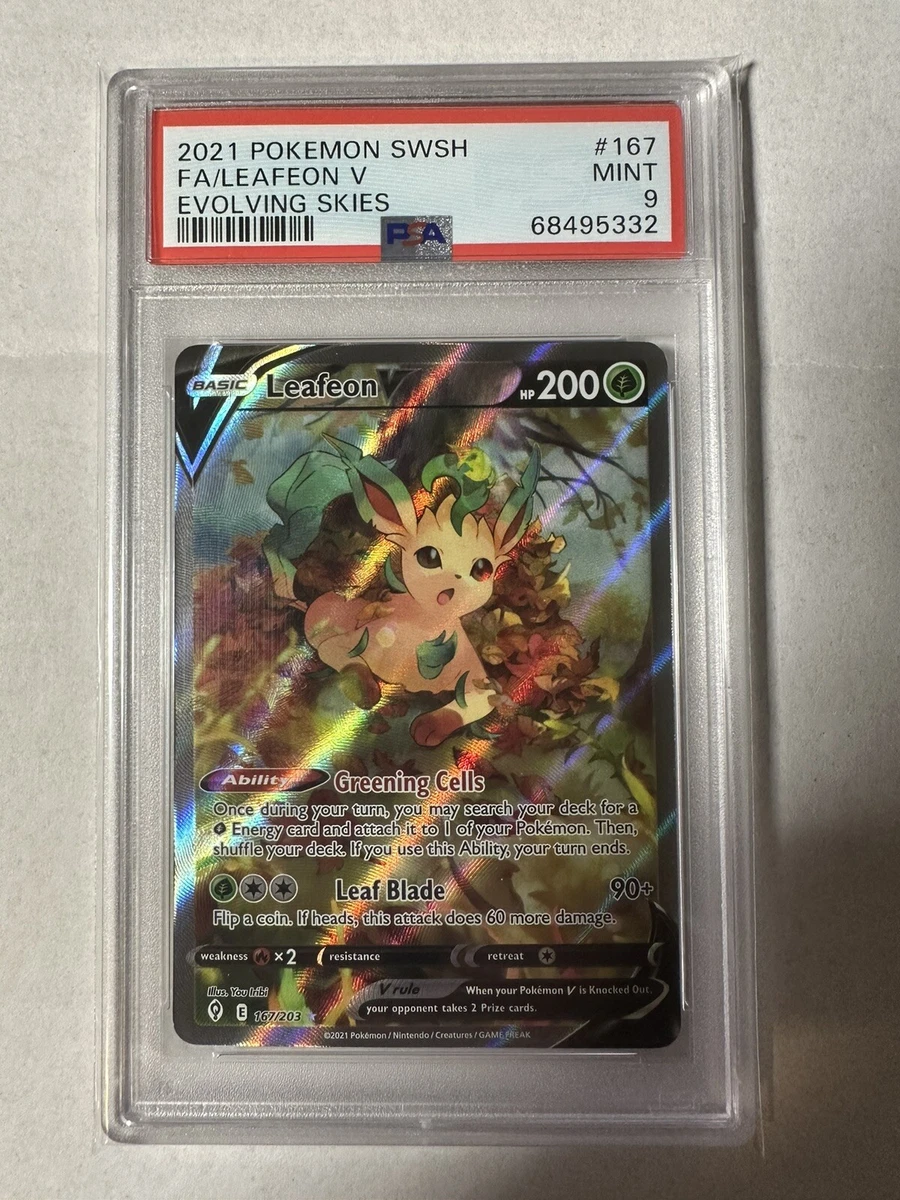 2021 POKEMON SWSH #167
FA/LEAFEON V MINT
EVOLVING SKIES 9
PSA 68495332
BASIC Leafeon V HP 200
Ability Greening Cells
Once during your turn, you may search your deck for a
Energy card and attach it to 1 of your Pokémon. Then,
shuffle your deck. If you use this Ability, your turn ends.
Leaf Blade 90+
Flip a coin. If heads, this attack does 60 more damage.
weakness ×2 resistance retreat
Illus. You Iribi V rule When your Pokémon V is Knocked Out,
E 167/203 your opponent takes 2 Prize cards.
©2021 Pokémon / Nintendo / Creatures / GAME FREAK